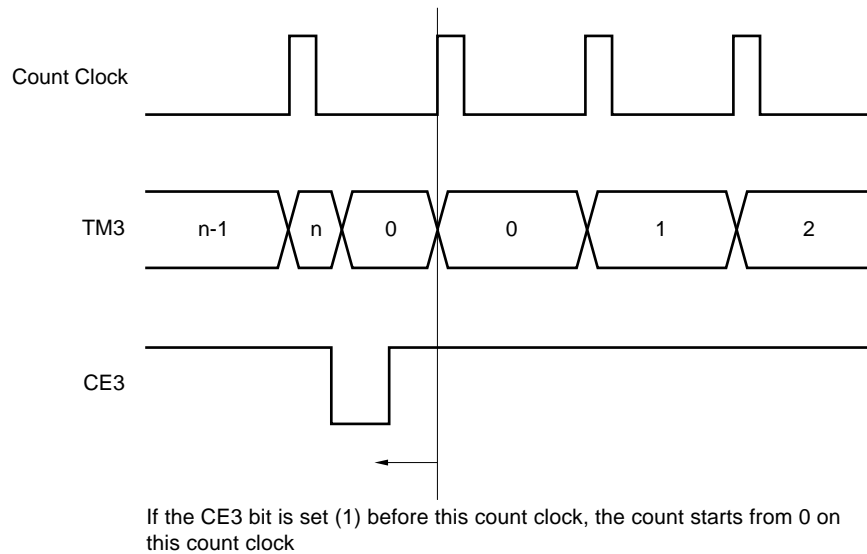 Count Clock
TM3
n-1
n
0
0
1
2
CE3
If the CE3 bit is set (1) before this count clock, the count starts from 0 on
this count clock